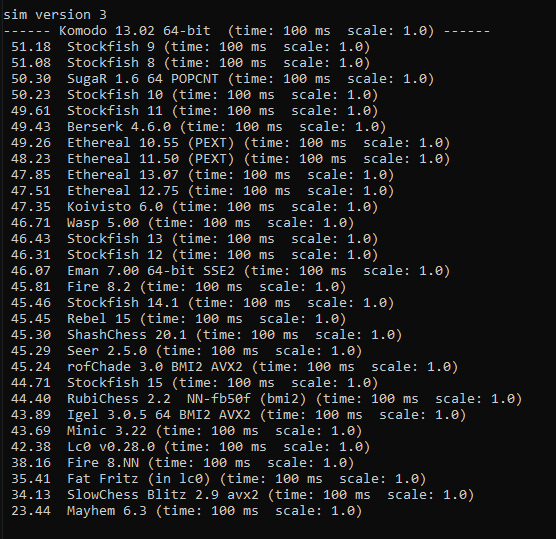 sim version 3
------ Komodo 13.02 64-bit  (time: 100 ms  scale: 1.0) ------
 51.18  Stockfish 9 (time: 100 ms  scale: 1.0)
 51.08  Stockfish 8 (time: 100 ms  scale: 1.0)
 50.30  SugaR 1.6 64 POPCNT (time: 100 ms  scale: 1.0)
 50.23  Stockfish 10 (time: 100 ms  scale: 1.0)
 49.61  Stockfish 11 (time: 100 ms  scale: 1.0)
 49.43  Berserk 4.6.0 (time: 100 ms  scale: 1.0)
 49.26  Ethereal 10.55 (PEXT) (time: 100 ms  scale: 1.0)
 48.23  Ethereal 11.50 (PEXT) (time: 100 ms  scale: 1.0)
 47.85  Ethereal 13.07 (time: 100 ms  scale: 1.0)
 47.51  Ethereal 12.75 (time: 100 ms  scale: 1.0)
 47.35  Koivisto 6.0 (time: 100 ms  scale: 1.0)
 46.71  Wasp 5.00 (time: 100 ms  scale: 1.0)
 46.43  Stockfish 13 (time: 100 ms  scale: 1.0)
 46.31  Stockfish 12 (time: 100 ms  scale: 1.0)
 46.07  Eman 7.00 64-bit SSE2 (time: 100 ms  scale: 1.0)
 45.81  Fire 8.2 (time: 100 ms  scale: 1.0)
 45.46  Stockfish 14.1 (time: 100 ms  scale: 1.0)
 45.45  Rebel 15 (time: 100 ms  scale: 1.0)
 45.30  ShashChess 20.1 (time: 100 ms  scale: 1.0)
 45.29  Seer 2.5.0 (time: 100 ms  scale: 1.0)
 45.24  rofChade 3.0 BMI2 AVX2 (time: 100 ms  scale: 1.0)
 44.71  Stockfish 15 (time: 100 ms  scale: 1.0)
 44.40  RubiChess 2.2  NN-fb50f (bmi2) (time: 100 ms  scale: 1.0)
 43.89  Igel 3.0.5 64 BMI2 AVX2 (time: 100 ms  scale: 1.0)
 43.69  Minic 3.22 (time: 100 ms  scale: 1.0)
 42.38  Lc0 v0.28.0 (time: 100 ms  scale: 1.0)
 38.16  Fire 8.NN (time: 100 ms  scale: 1.0)
 35.41  Fat Fritz (in lc0) (time: 100 ms  scale: 1.0)
 34.13  SlowChess Blitz 2.9 avx2 (time: 100 ms  scale: 1.0)
 23.44  Mayhem 6.3 (time: 100 ms  scale: 1.0)